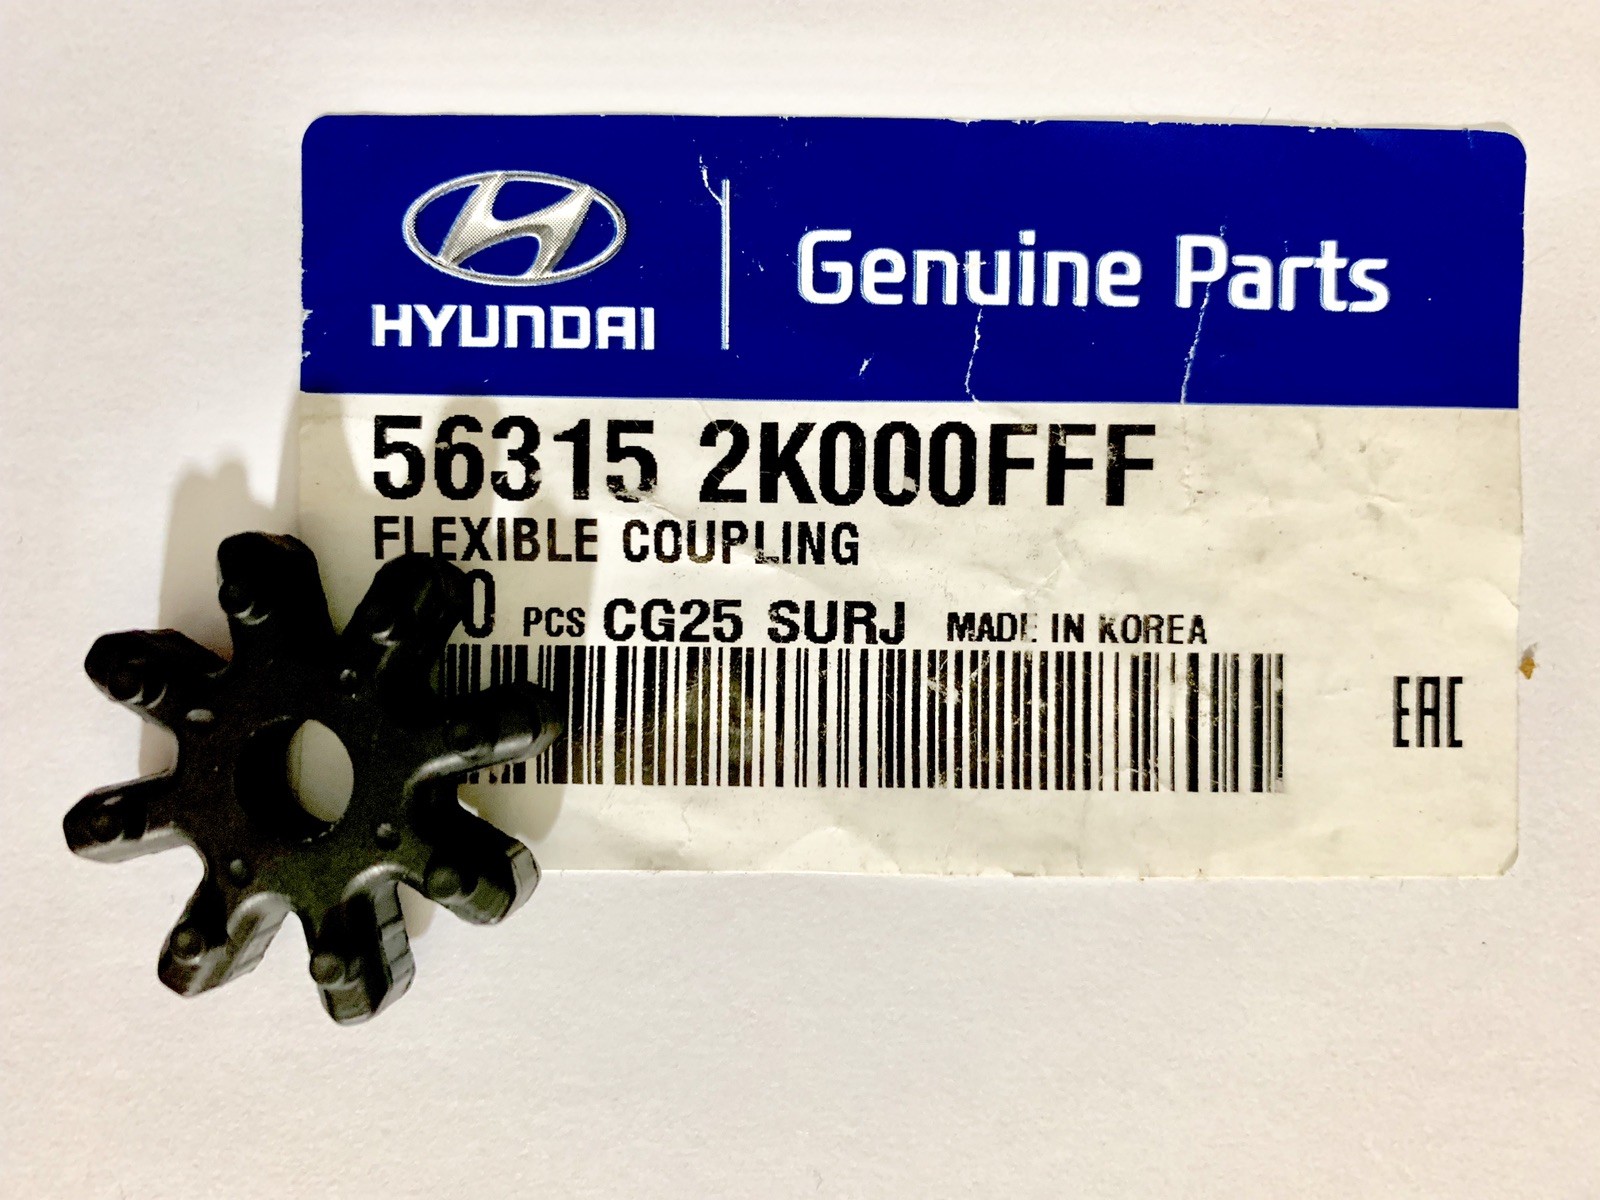 HYUNDAI
Genuine Parts
56315 2K000FFF
FLEXIBLE COUPLING
PCS CG25 SURJ MADE IN KOREA
EAC